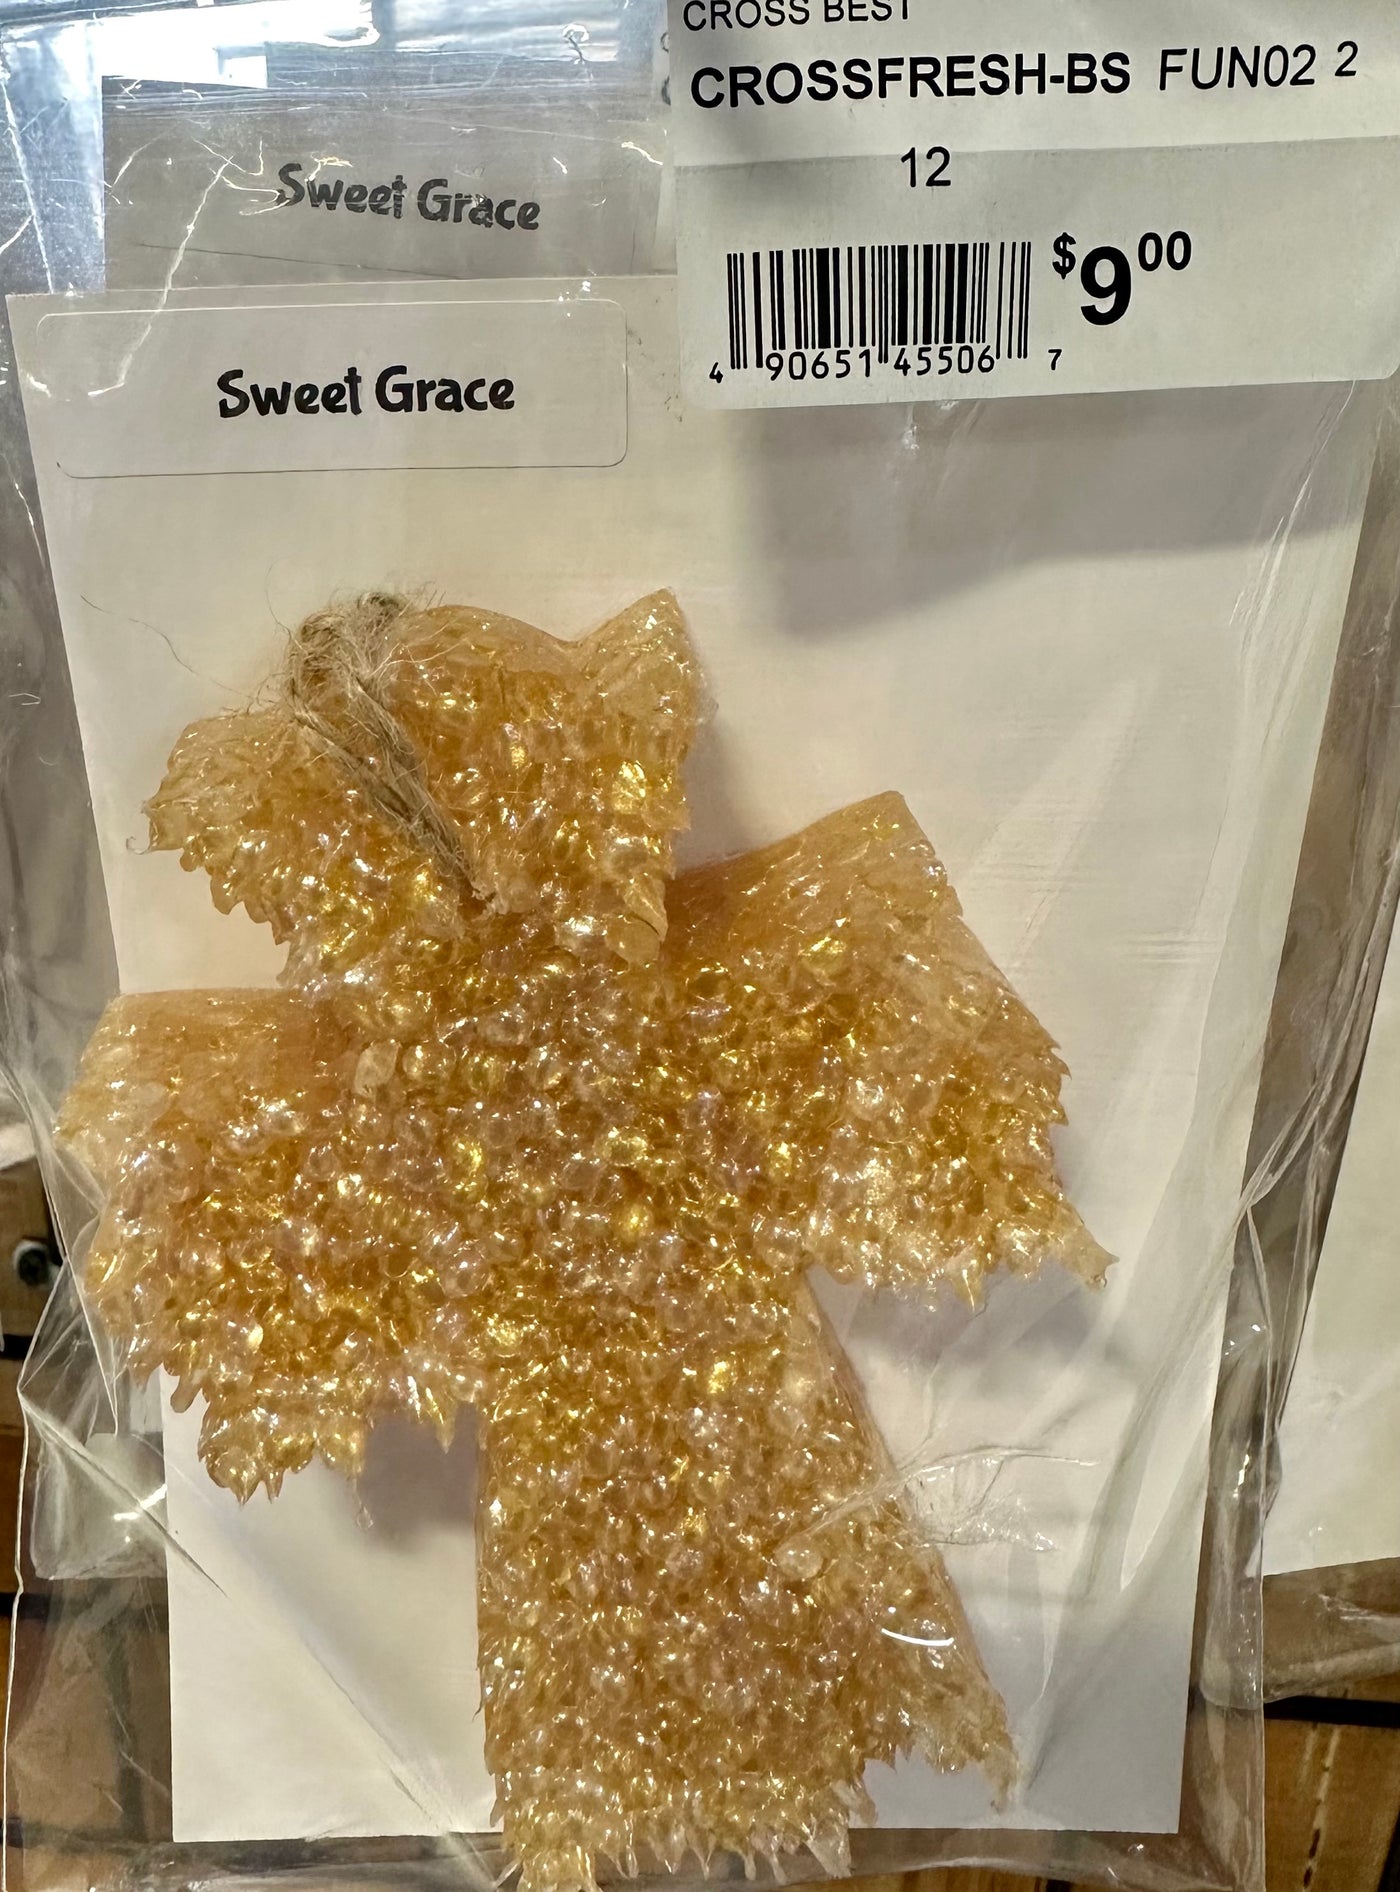 CROSS BEST
CROSSFRESH-BS FUN02 2
12
$9.00
4 90651 45506 7
Sweet Grace
Sweet Grace